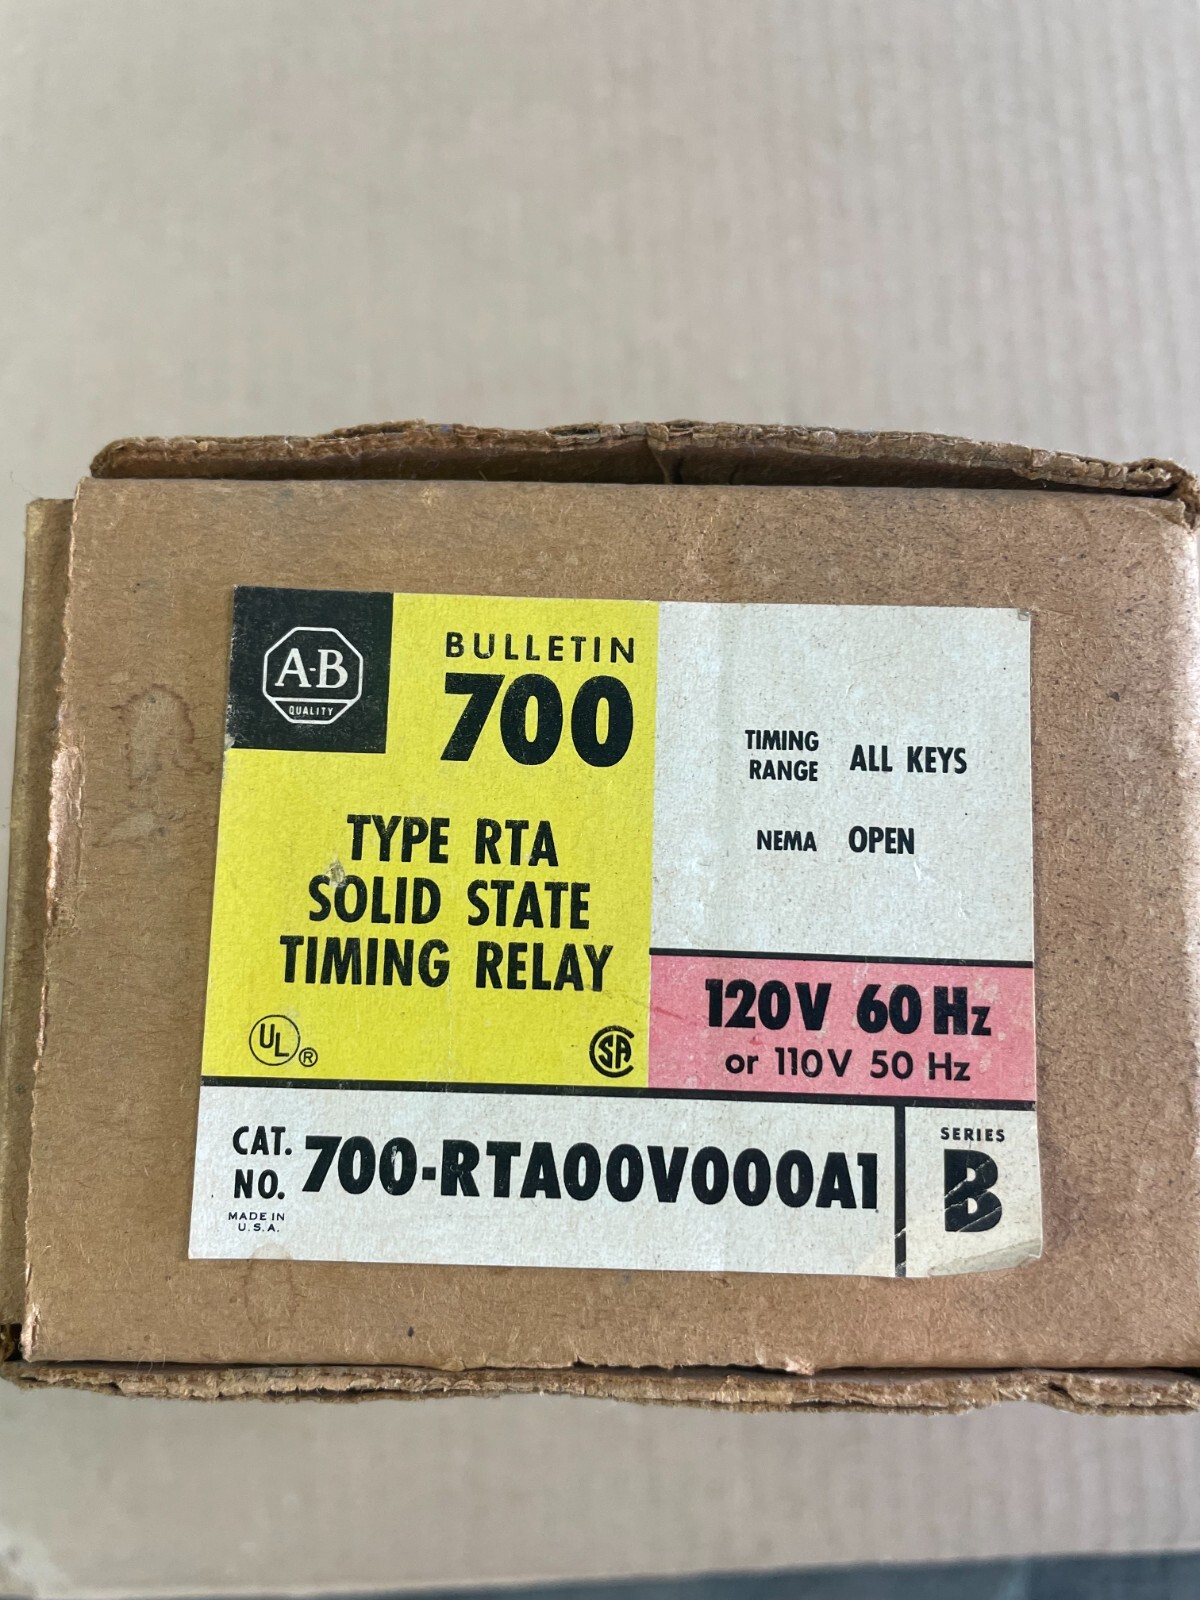 A-B
QUALITY
BULLETIN
700
TYPE RTA
SOLID STATE
TIMING RELAY
UL ®
SA
TIMING
RANGE ALL KEYS
NEMA OPEN
120V 60 Hz
or 110V 50 Hz
CAT.
NO. 700-RTA00V000A1
MADE IN
U.S.A.
SERIES
B